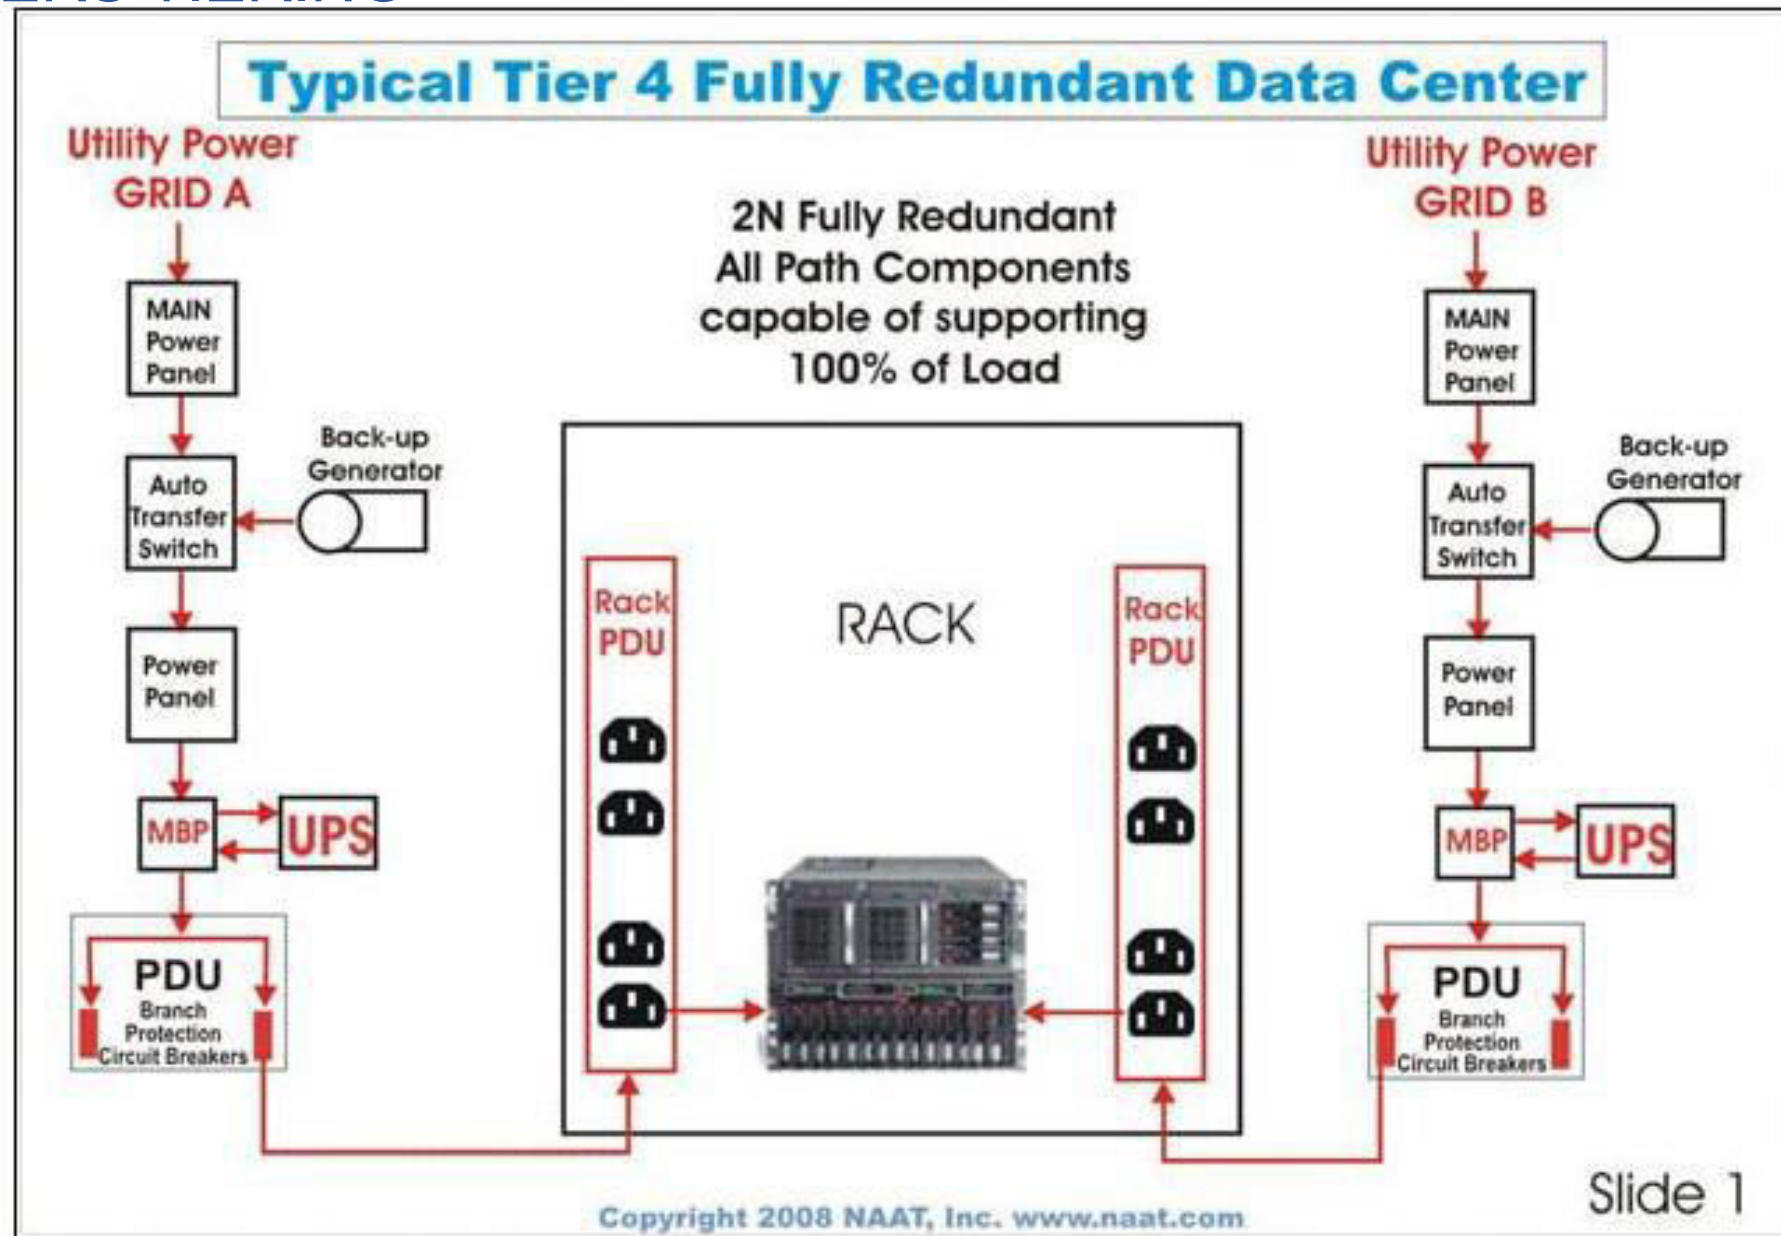 Typical Tier 4 Fully Redundant Data Center
Utility Power
GRID A
MAIN
Power
Panel
Auto
Transfer
Switch
Back-up
Generator
Power
Panel
MBP
UPS
PDU
Branch
Protection
Circuit Breakers
2N Fully Redundant
All Path Components
capable of supporting
100% of Load
Rack
PDU
RACK
Rack
PDU
Utility Power
GRID B
MAIN
Power
Panel
Auto
Transfer
Switch
Back-up
Generator
Power
Panel
MBP
UPS
PDU
Branch
Protection
Circuit Breakers
Copyright 2008 NAAT, Inc. www.naat.com
Slide 1